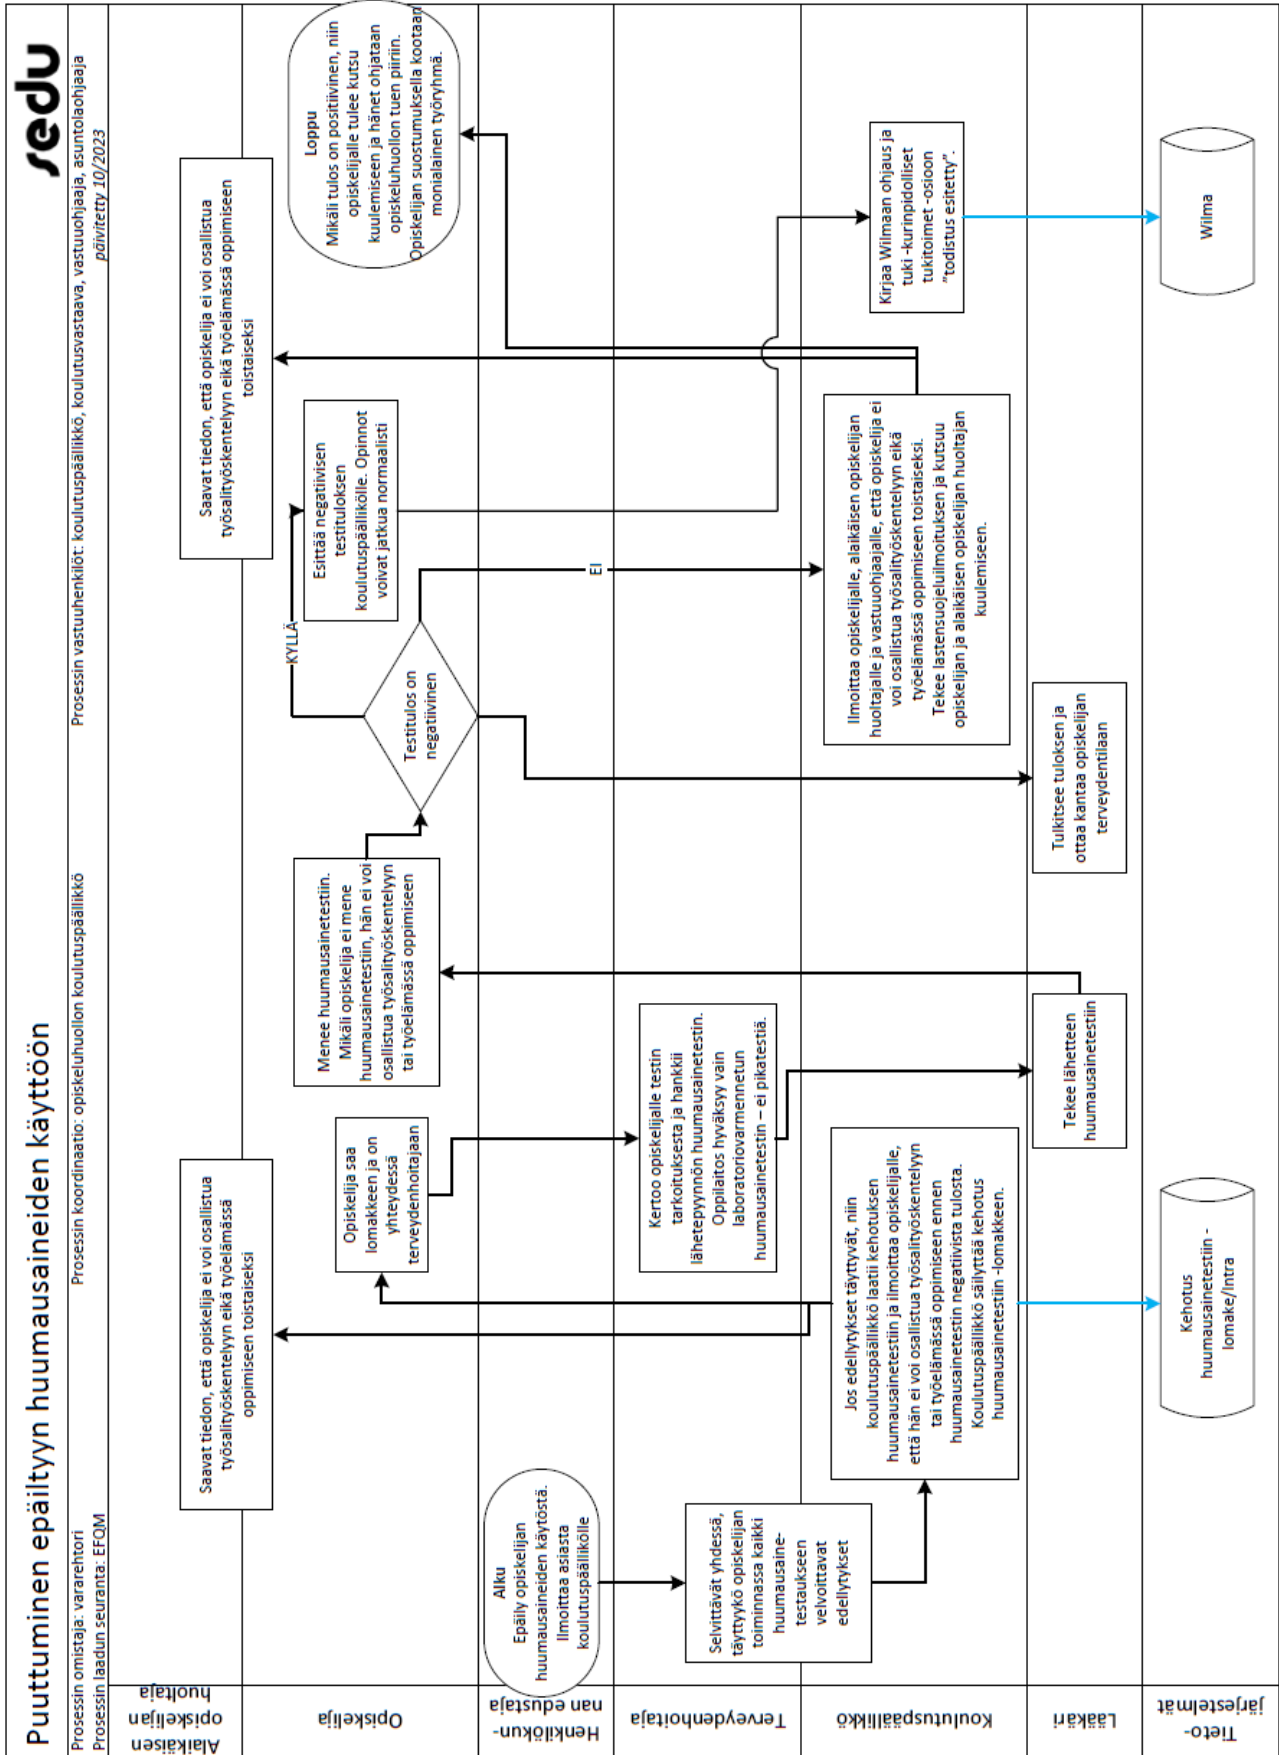 Puuttuminen epäiltyyn huumausaineiden käyttöön
sedu
Prosessin omistaja: vararehtori
Prosessin koordinaatio: opiskeluhuollon koulutuspäällikkö
Prosessin vastuuhenkilöt: koulutuspäällikkö, koulutusvastaava, vastuuohjaaja, asuntolaohjaaja
Prosessin laadun seuranta: EFQM
päivitetty 10/2023
Alaikäisen
opiskelijan
huoltaja
Saavat tiedon, että opiskelija ei voi osallistua
työsalityöskentelyyn eikä työelämässä
oppimiseen toistaiseksi
Saavat tiedon, että opiskelija ei voi osallistua
työsalityöskentelyyn eikä työelämässä oppimiseen
toistaiseksi
Opiskelija
Opiskelija saa
lomakkeen ja on
yhteydessä
terveydenhoitajaan
Menee huumausainetestiin.
Mikäli opiskelija ei mene
huumausainetestiin, hän ei voi
osallistua työsalityöskentelyyn
tai työelämässä oppimiseen
Testitulos on
negatiivinen
KYLLÄ
EI
Esittää negatiivisen
testituloksen
koulutuspäällikölle. Opinnot
voivat jatkua normaalisti
Loppu
Mikäli tulos on positiivinen, niin
opiskelijalle tulee kutsu
kuulemiseen ja hänet ohjataan
opiskeluhuollon tuen piiriin.
Opiskelijan suostumuksella kootaan
monialainen työryhmä.
Henkilökun-
nan edustaja
Alku
Epäily opiskelijan
huumausaineiden käytöstä.
Ilmoittaa asiasta
koulutuspäällikölle
Terveydenhoitaja
Selvittävät yhdessä,
täyttyykö opiskelijan
toiminnassa kaikki
huumausaine-
testaukseen
velvoittavat
edellytykset
Kertoo opiskelijalle testin
tarkoituksesta ja hankkii
lähetepyynnön huumausainetestin.
Oppilaitos hyväksyy vain
laboratoriovarmennetun
huumausainetestin – ei pikatestiä.
Koulutuspäällikkö
Jos edellytykset täyttyvät, niin
koulutuspäällikkö laatii kehotuksen
huumausainetestiin ja ilmoittaa opiskelijalle,
että hän ei voi osallistua työsalityöskentelyyn
tai työelämässä oppimiseen ennen
huumausainetestin negatiivista tulosta.
Koulutuspäällikkö säilyttää kehotus
huumausainetestiin -lomakkeen.
Ilmoittaa opiskelijalle, alaikäisen opiskelijan
huoltajalle ja vastuuohjaajalle, että opiskelija ei
voi osallistua työsalityöskentelyyn eikä
työelämässä oppimiseen toistaiseksi.
Tekee lastensuojeluilmoituksen ja kutsuu
opiskelijan ja alaikäisen opiskelijan huoltajan
kuulemiseen.
Kirjaa Wilmaan ohjaus ja
tuki -kurinpidolliset
tukitoimet -osioon
”todistus esitetty”.
Lääkäri
Tekee lähetteen
huumausainetestiin
Tulkitsee tuloksen ja
ottaa kantaa opiskelijan
terveydentilaan
Tieto-
järjestelmät
Kehotus
huumausainetestiin -
lomake/Intra
Wilma